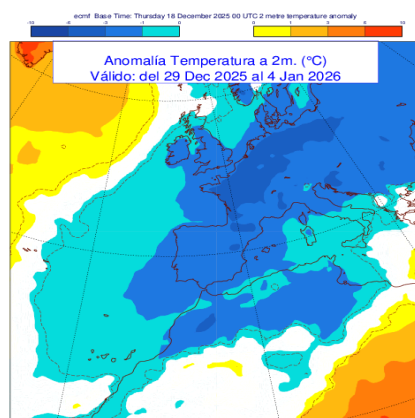 ecmf Base Time: Thursday 18 December 2025 00 UTC 2 metre temperature anomaly
Anomalía Temperatura a 2m. (°C)
Válido: del 29 Dec 2025 al 4 Jan 2026